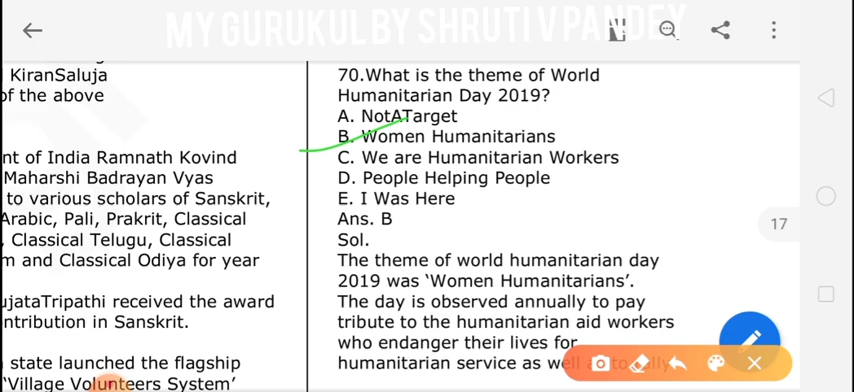 MY GURUKUL BY SHRUTI V PANDEY
KiranSaluja
of the above
nt of India Ramnath Kovind
Maharshi Badrayan Vyas
to various scholars of Sanskrit,
Arabic, Pali, Prakrit, Classical
, Classical Telugu, Classical
m and Classical Odiya for year
ujataTripathi received the award
ntribution in Sanskrit.
state launched the flagship
‘Village Volunteers System’
70.What is the theme of World
Humanitarian Day 2019?
A. NotATarget
B. Women Humanitarians
C. We are Humanitarian Workers
D. People Helping People
E. I Was Here
Ans. B
Sol.
The theme of world humanitarian day
2019 was ‘Women Humanitarians’.
The day is observed annually to pay
tribute to the humanitarian aid workers
who endanger their lives for
humanitarian service as well
17